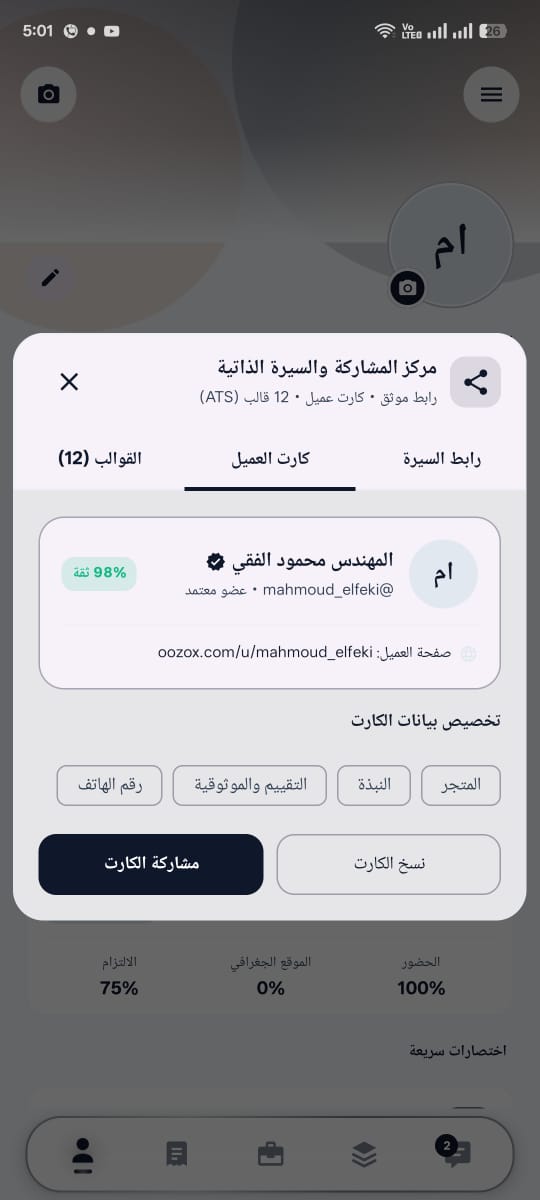 5:01
Vo
LTE
26
ام
مركز المشاركة والسيرة الذاتية
رابط موثق • كارت عميل • 12 قالب (ATS)
رابط السيرة
كارت العميل
القوالب (12)
ام
المهندس محمود الفقي
98% ثقة
@mahmoud_elfeki • عضو معتمد
صفحة العميل: oozox.com/u/mahmoud_elfeki
تخصيص بيانات الكارت
المتجر
النبذة
التقييم والموثوقية
رقم الهاتف
نسخ الكارت
مشاركة الكارت
الحضور
الموقع الجغرافي
الالتزام
100%
0%
75%
اختصارات سريعة
2